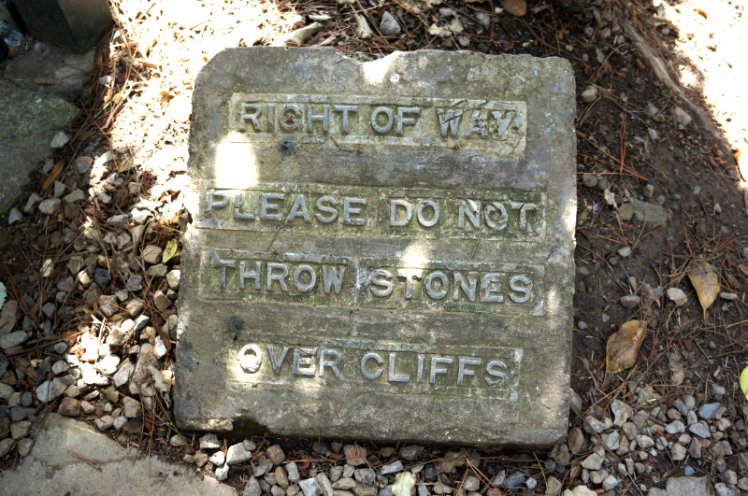 RIGHT OF WAY
PLEASE DO NOT
THROW STONES
OVER CLIFFS